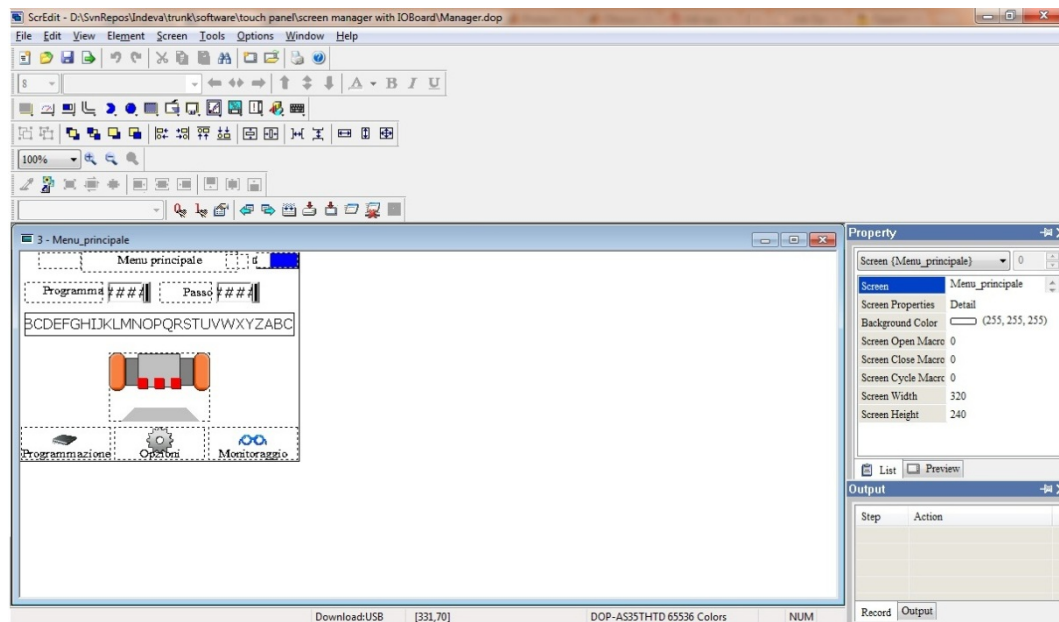 ScrEdit - D:\SvnRepos\Indeva\trunk\software\touch panel\screen manager with IOBoard\Manager.dop
File Edit View Element Screen Tools Options Window Help
8
A B I U
100%
3 - Menu_principale
Menu principale
Programma #### Passo ####
BCDEFGHIJKLMNOPQRSTUVWXYZABC
Programmazione Opzioni Monitoraggio
Property
Screen {Menu_principale} 0
Screen Menu_principale
Screen Properties Detail
Background Color (255, 255, 255)
Screen Open Macro 0
Screen Close Macro 0
Screen Cycle Macro 0
Screen Width 320
Screen Height 240
List Preview
Output
Step Action
Record Output
Download:USB [331,70] DOP-AS35THTD 65536 Colors NUM